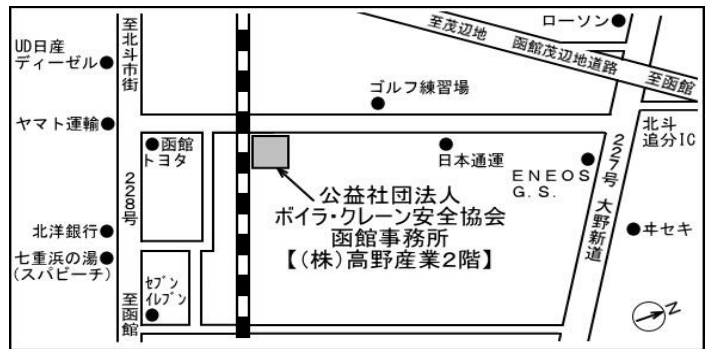 至北斗市街
UD日産
ディーゼル
ヤマト運輸
函館
トヨタ
228号
北洋銀行
七重浜の湯
(スパビーチ)
セブン
イレブン
至函館
ゴルフ練習場
日本通運
ENEOS
G.S.
公益社団法人
ボイラ・クレーン安全協会
函館事務所
【(株)高野産業2階】
ローソン
至茂辺地 函館茂辺地道路 至函館
北斗
追分IC
227号 大野新道
ヰセキ
N